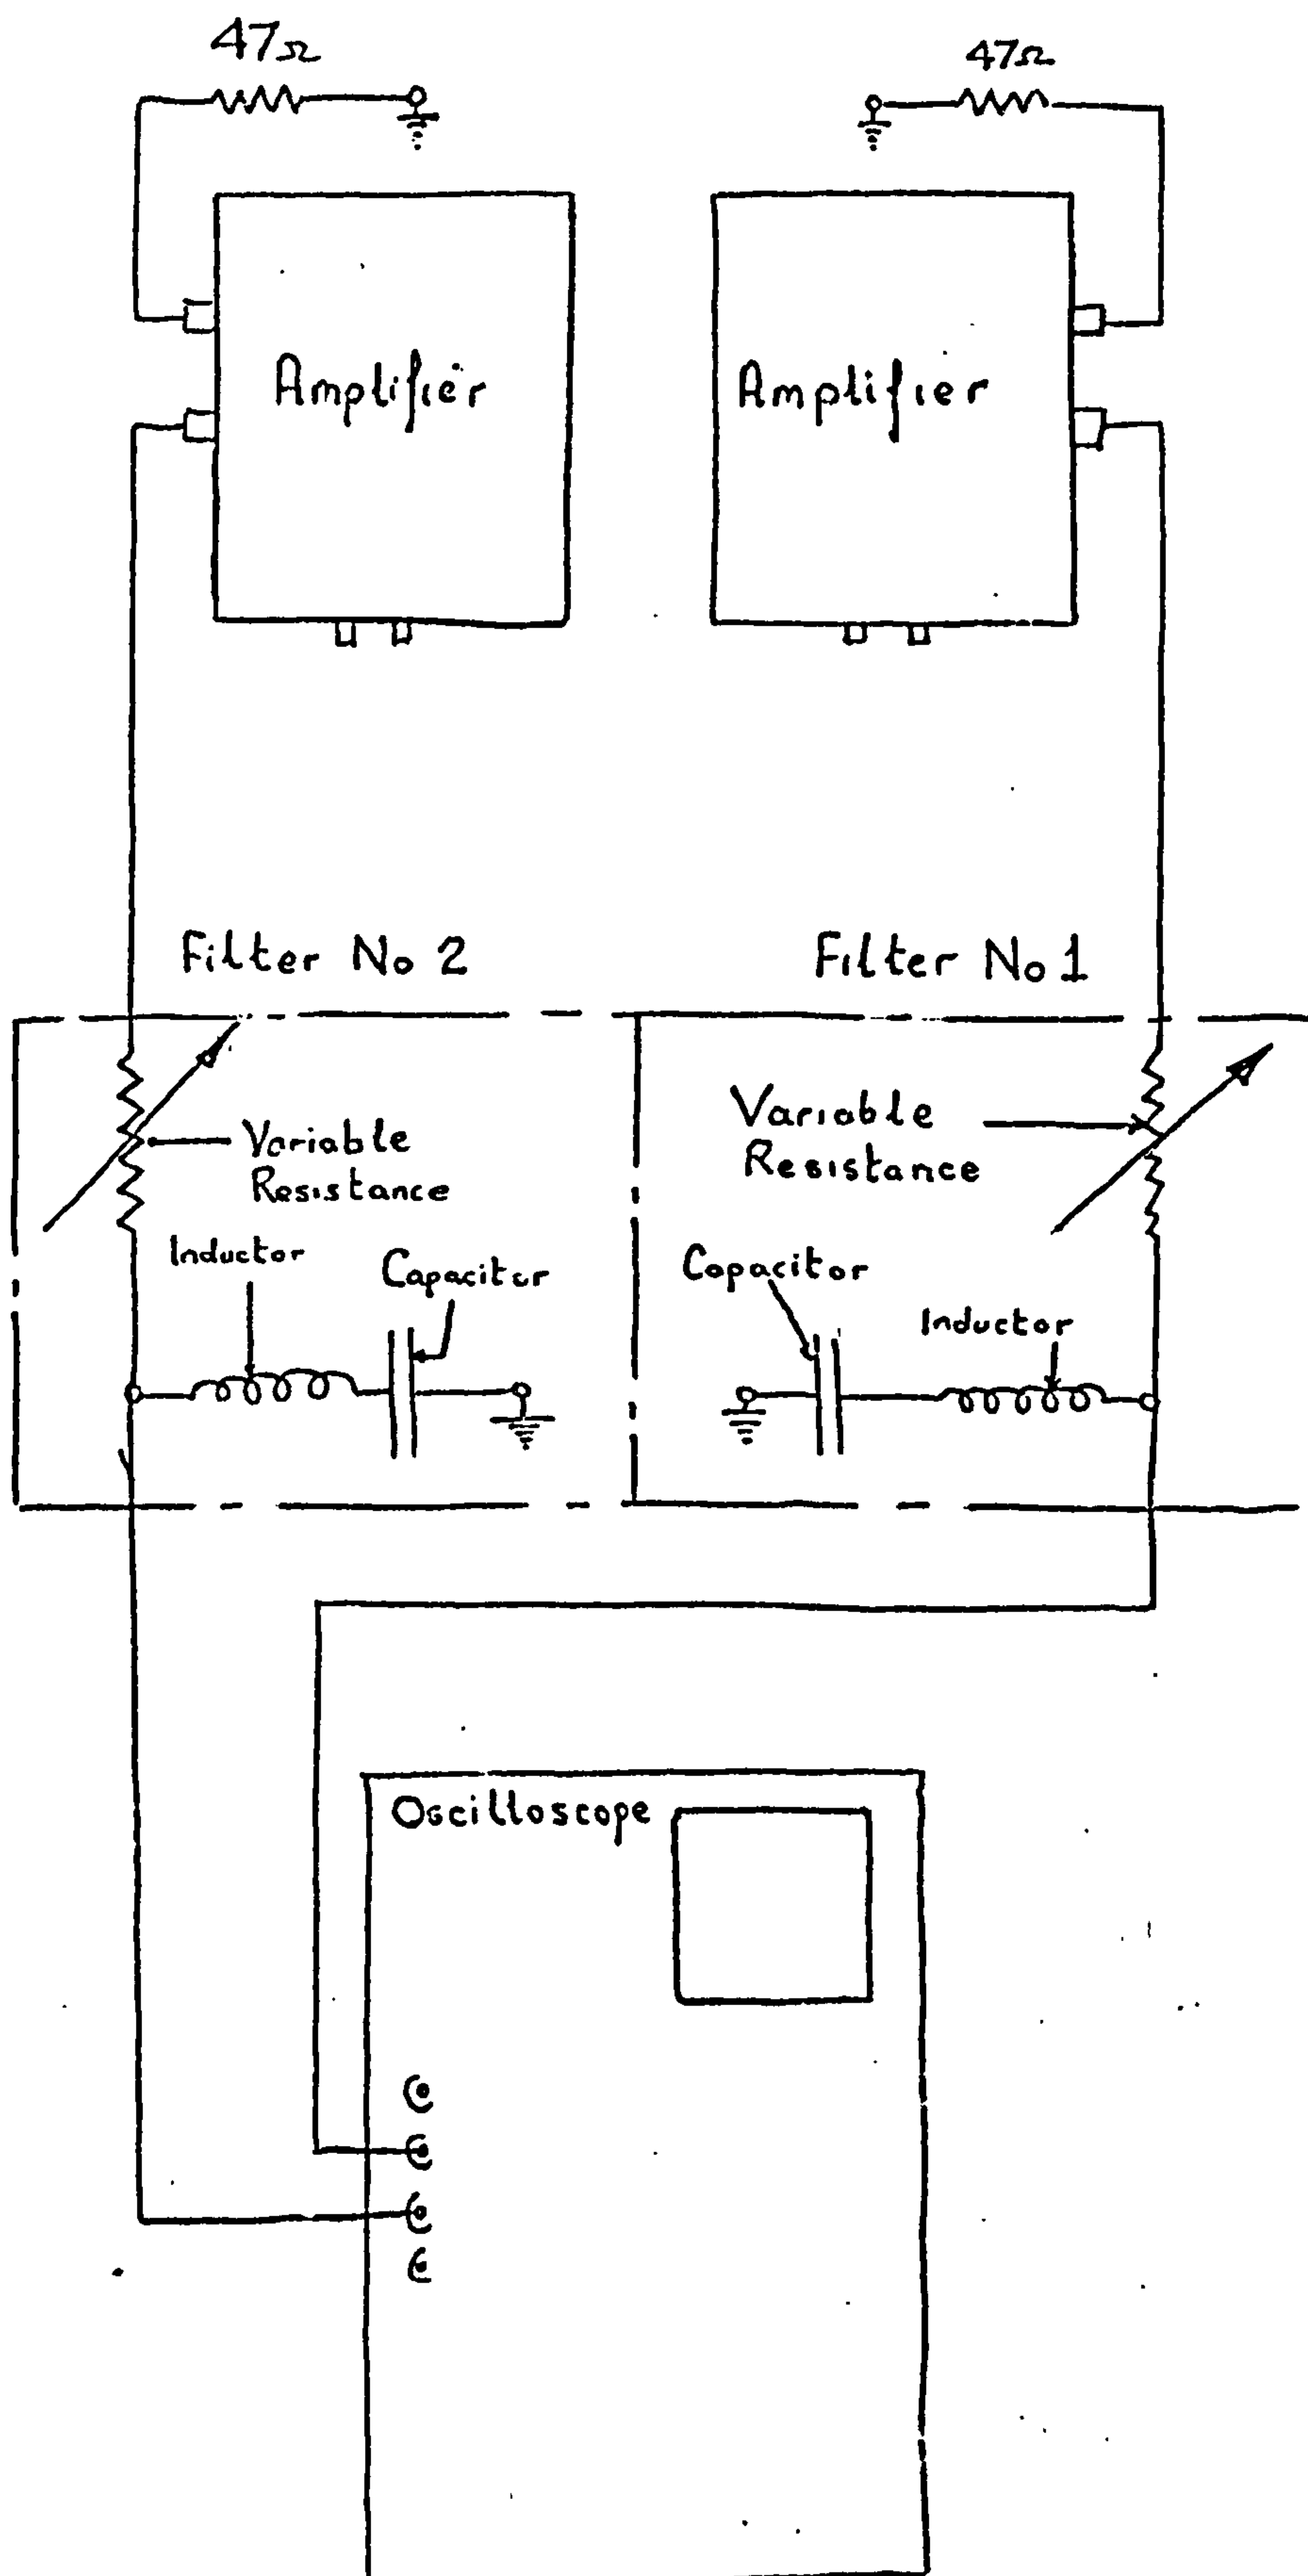 47Ω
47Ω
Amplifier
Amplifier
Filter No 2
Filter No 1
Variable
Resistance
Variable
Resistance
Inductor
Capacitor
Capacitor
Inductor
Oscilloscope